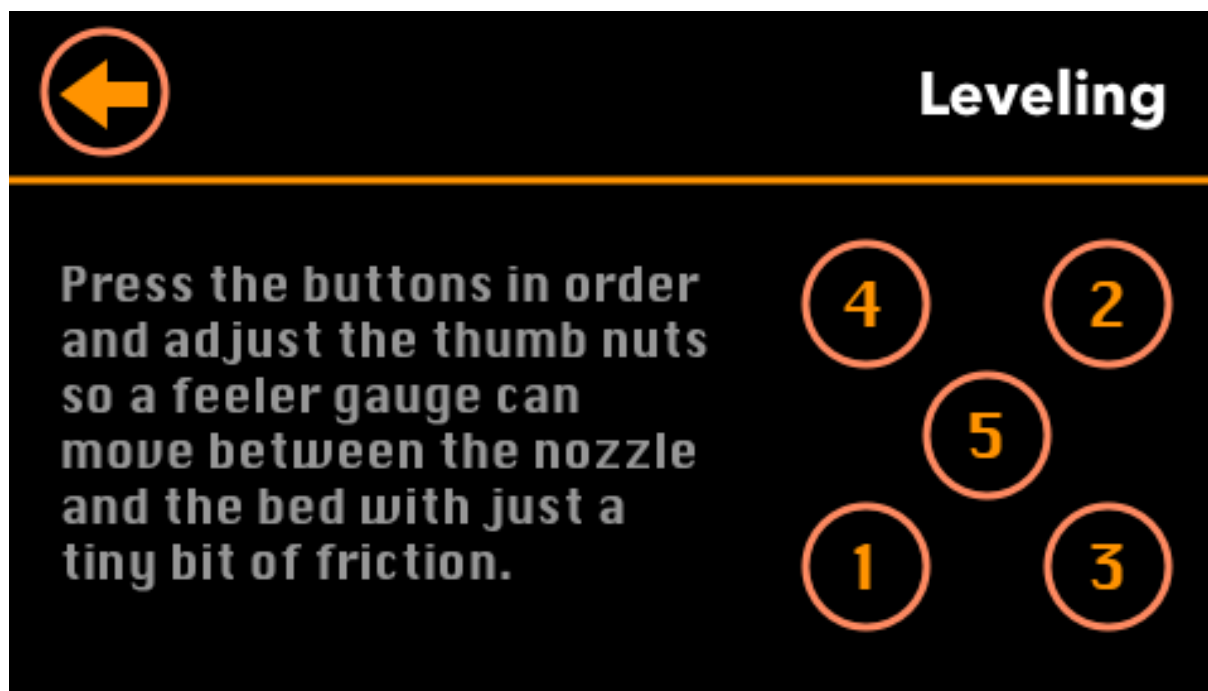 Leveling
Press the buttons in order
and adjust the thumb nuts
so a feeler gauge can
move between the nozzle
and the bed with just a
tiny bit of friction.
4
2
5
1
3